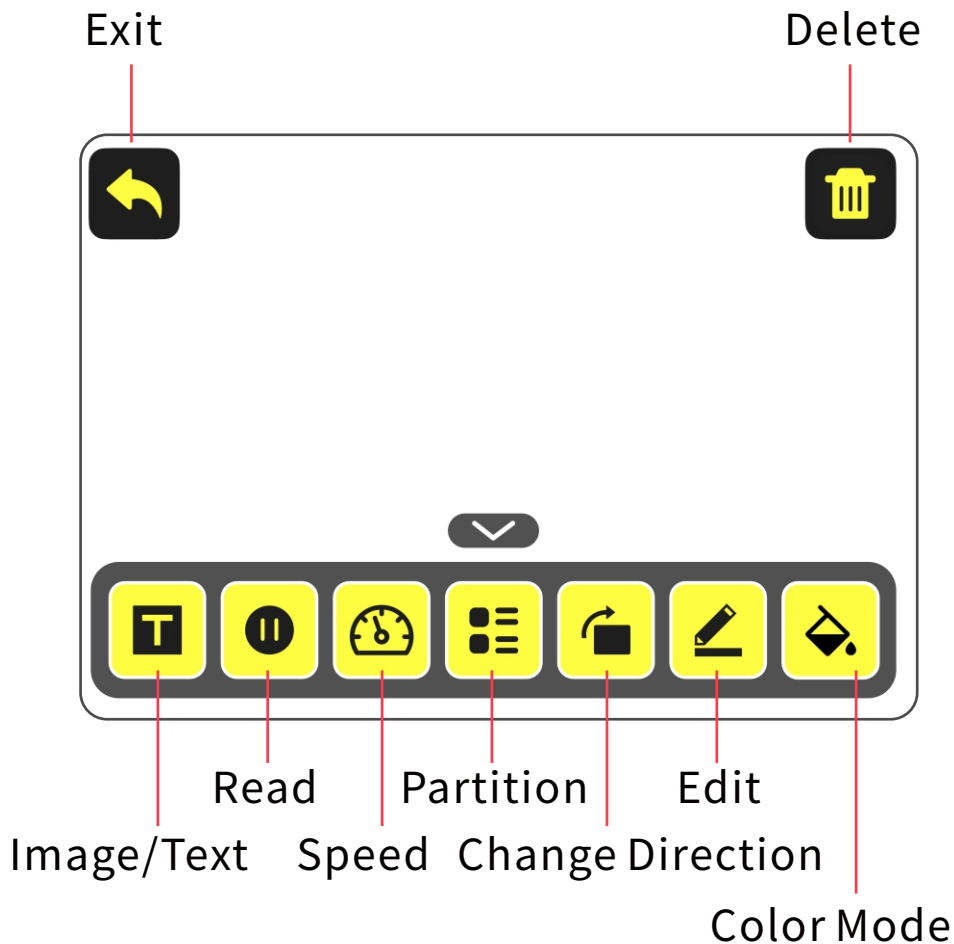 Exit
Delete
T
Read
Partition
Edit
Image/Text
Speed
Change Direction
Color Mode